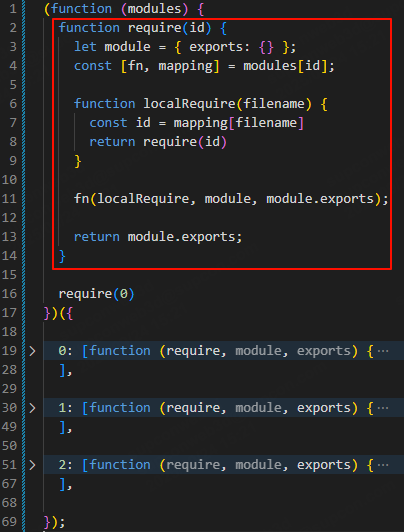 1 (function (modules) {
2 function require(id) {
3 let module = { exports: {} };
4 const [fn, mapping] = modules[id];
5
6 function localRequire(filename) {
7 const id = mapping[filename]
8 return require(id)
9 }
10
11 fn(localRequire, module, module.exports);
12
13 return module.exports;
14 }
15
16 require(0)
17 })({
18
19 0: [function (require, module, exports) {⋯
28 ],
29
30 1: [function (require, module, exports) {⋯
49 ],
50
51 2: [function (require, module, exports) {⋯
67 ],
68
69 });